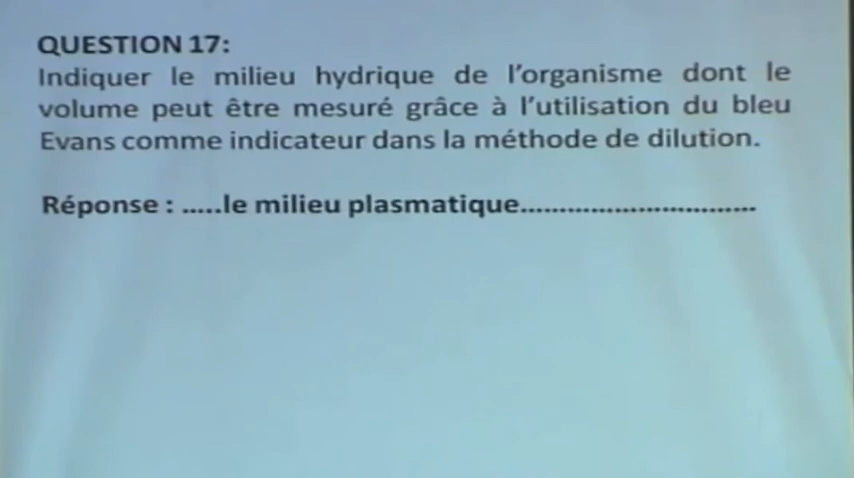 QUESTION 17:
Indiquer le milieu hydrique de l'organisme dont le
volume peut être mesuré grâce à l'utilisation du bleu
Evans comme indicateur dans la méthode de dilution.
Réponse : .....le milieu plasmatique..............................